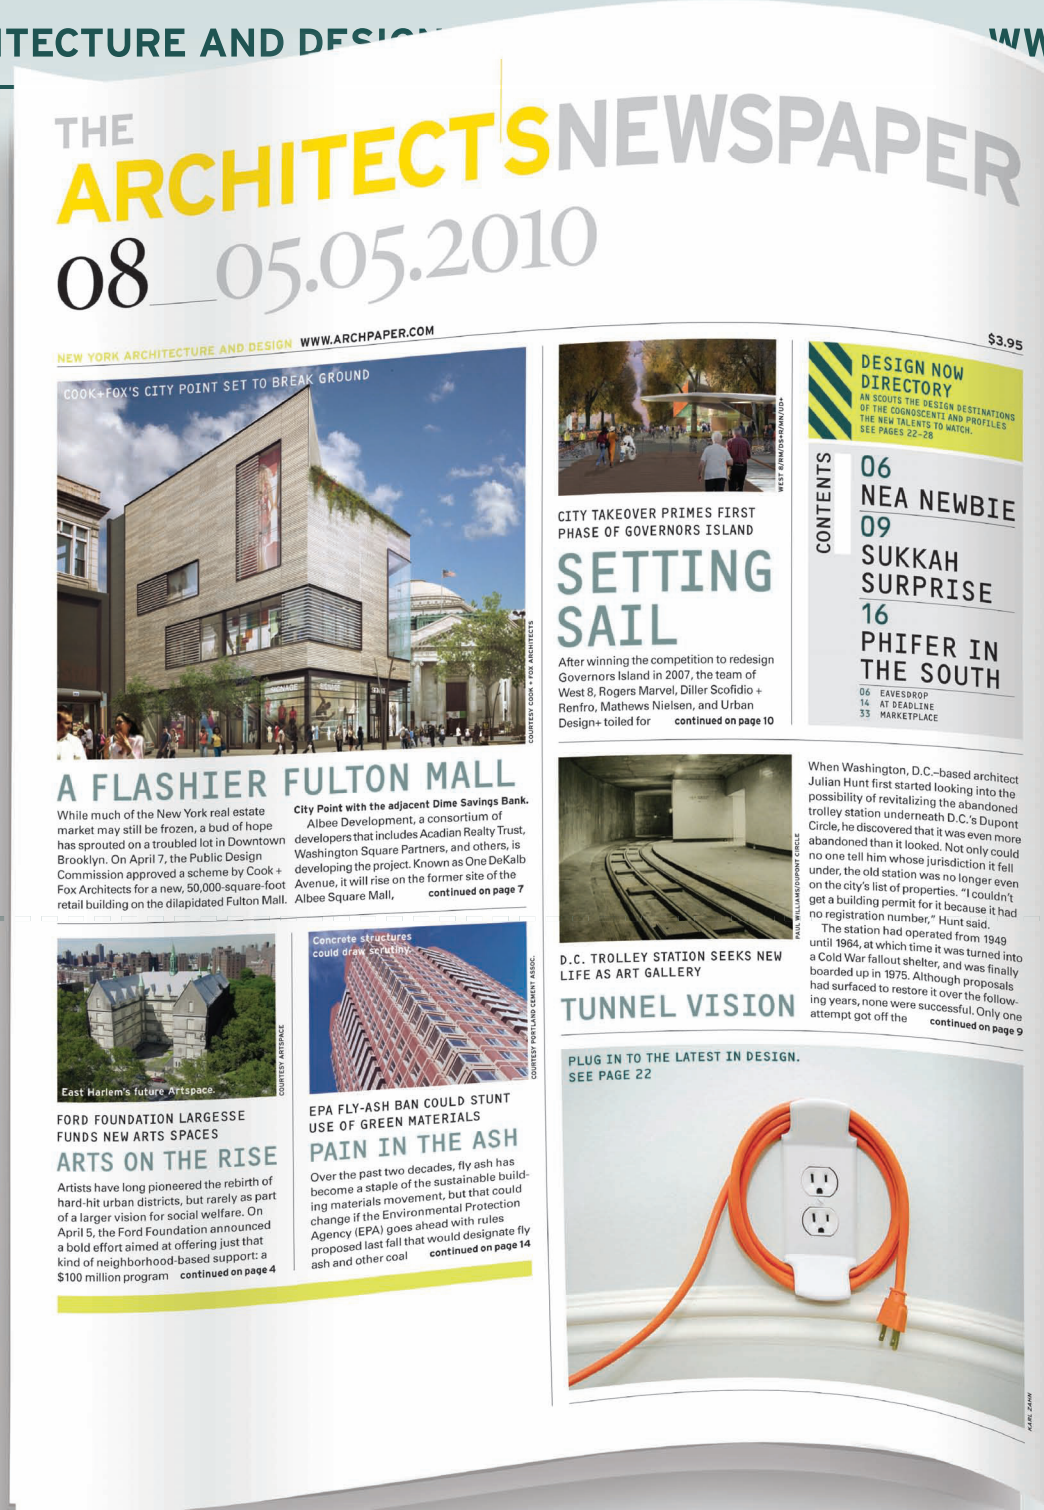 ITECTURE AND DESIGN
WW
THE
ARCHITECT'SNEWSPAPER
08__05.05.2010
NEW YORK ARCHITECTURE AND DESIGN WWW.ARCHPAPER.COM
$3.95
COOK+FOX'S CITY POINT SET TO BREAK GROUND
COURTESY COOK + FOX ARCHITECTS
A FLASHIER FULTON MALL
While much of the New York real estate
market may still be frozen, a bud of hope
has sprouted on a troubled lot in Downtown
Brooklyn. On April 7, the Public Design
Commission approved a scheme by Cook +
Fox Architects for a new, 50,000-square-foot
retail building on the dilapidated Fulton Mall.
City Point with the adjacent Dime Savings Bank.
Albee Development, a consortium of
developers that includes Acadian Realty Trust,
Washington Square Partners, and others, is
developing the project. Known as One DeKalb
Avenue, it will rise on the former site of the
Albee Square Mall, continued on page 7
East Harlem's future Artspace.
COURTESY ARTSPACE
FORD FOUNDATION LARGESSE
FUNDS NEW ARTS SPACES
ARTS ON THE RISE
Artists have long pioneered the rebirth of
hard-hit urban districts, but rarely as part
of a larger vision for social welfare. On
April 5, the Ford Foundation announced
a bold effort aimed at offering just that
kind of neighborhood-based support: a
$100 million program continued on page 4
Concrete structures
could draw scrutiny.
COURTESY PORTLAND CEMENT ASSOC.
EPA FLY-ASH BAN COULD STUNT
USE OF GREEN MATERIALS
PAIN IN THE ASH
Over the past two decades, fly ash has
become a staple of the sustainable build-
ing materials movement, but that could
change if the Environmental Protection
Agency (EPA) goes ahead with rules
proposed last fall that would designate fly
ash and other coal continued on page 14
WEST 8/RM/DS+R/MN/UD+
CITY TAKEOVER PRIMES FIRST
PHASE OF GOVERNORS ISLAND
SETTING
SAIL
After winning the competition to redesign
Governors Island in 2007, the team of
West 8, Rogers Marvel, Diller Scofidio +
Renfro, Mathews Nielsen, and Urban
Design+ toiled for continued on page 10
DESIGN NOW
DIRECTORY
AN SCOUTS THE DESIGN DESTINATIONS
OF THE COGNOSCENTI AND PROFILES
THE NEW TALENTS TO WATCH.
SEE PAGES 22-28
CONTENTS
06
NEA NEWBIE
09
SUKKAH
SURPRISE
16
PHIFER IN
THE SOUTH
06 EAVESDROP
14 AT DEADLINE
33 MARKETPLACE
PAUL WILLIAMS/DUPONT CIRCLE
D.C. TROLLEY STATION SEEKS NEW
LIFE AS ART GALLERY
TUNNEL VISION
When Washington, D.C.–based architect
Julian Hunt first started looking into the
possibility of revitalizing the abandoned
trolley station underneath D.C.'s Dupont
Circle, he discovered that it was even more
abandoned than it looked. Not only could
no one tell him whose jurisdiction it fell
under, the old station was no longer even
on the city's list of properties. "I couldn't
get a building permit for it because it had
no registration number," Hunt said.
The station had operated from 1949
until 1964, at which time it was turned into
a Cold War fallout shelter, and was finally
boarded up in 1975. Although proposals
had surfaced to restore it over the follow-
ing years, none were successful. Only one
attempt got off the continued on page 9
PLUG IN TO THE LATEST IN DESIGN.
SEE PAGE 22
KARL ZAHN